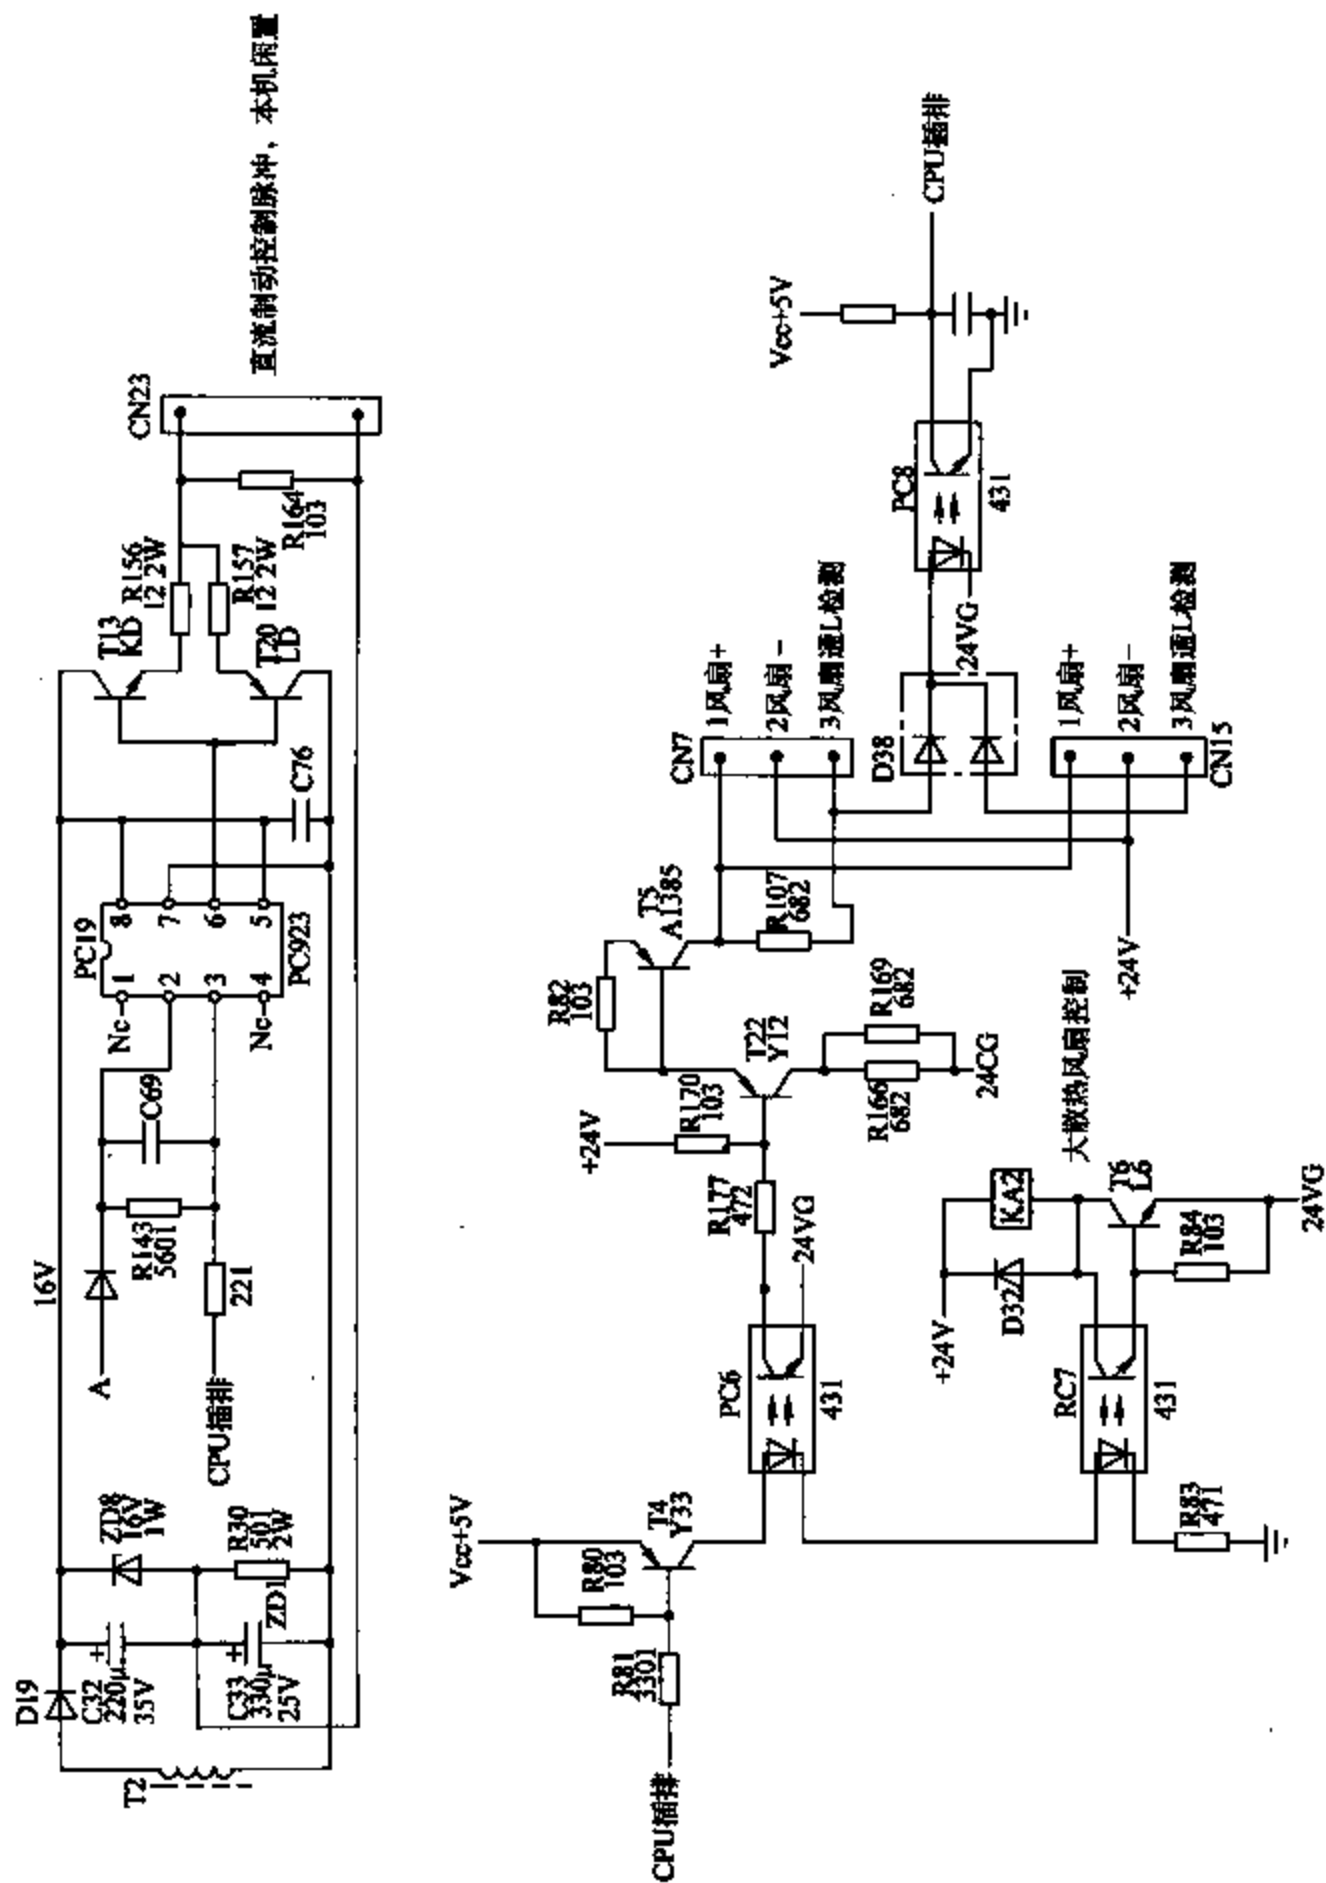 T2
D19
C32
220μ
35V
C33
330μ
25V
ZD8
16V
1W
R30
501
2W
ZD1
16V
A
CPU插排
R143
5601
221
C69
Nc
Nc
PC19
1
2
3
4
8
7
6
5
PC923
C76
T13
KD
T20
LD
R156
12 2W
R157
12 2W
R164
103
CN23
直流制动控制脉冲，本机闲置
CPU插排
R81
3301
R80
103
Vcc+5V
T4
Y33
PC6
431
24VG
R177
472
+24V
R170
103
T22
Y12
R82
103
T5
A1385
R166
682
R169
682
24CG
R107
682
CN7
1风扇+
2风扇-
3风扇通L检测
D38
24VG
PC8
431
Vcc+5V
CPU插排
+24V
CN15
1风扇+
2风扇-
3风扇通L检测
R83
471
RC7
431
+24V
D32
KA2
大散热风扇控制
T6
L6
R84
103
24VG